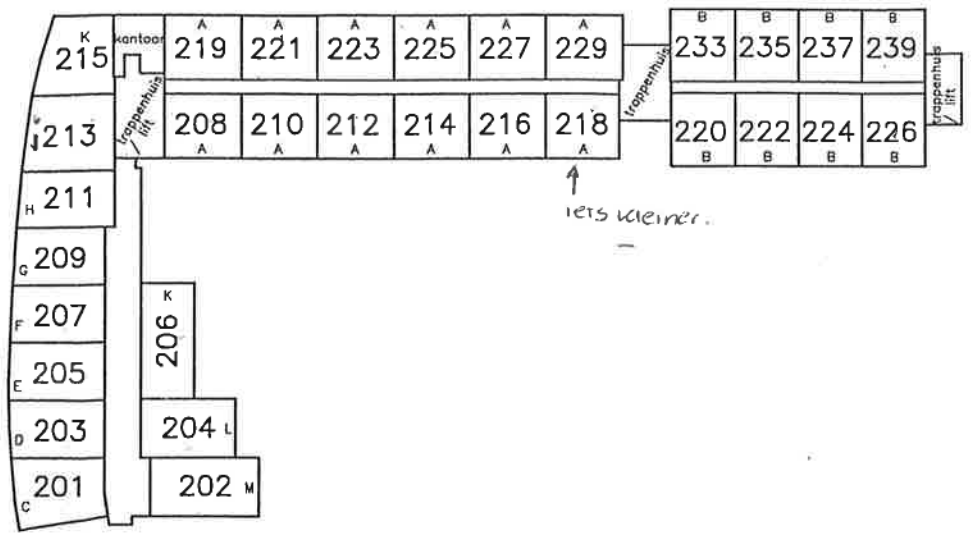 K
215
kantoor
A
219
A
221
A
223
A
225
A
227
A
229
B
233
B
235
B
237
B
239
trappenhuis
lift
213
trappenhuis
lift
208
A
210
A
212
A
214
A
216
A
218
A
trappenhuis
220
B
222
B
224
B
226
B
H 211
iets kleiner.
G 209
F 207
K
206
E 205
D 203
204 L
C 201
202 M